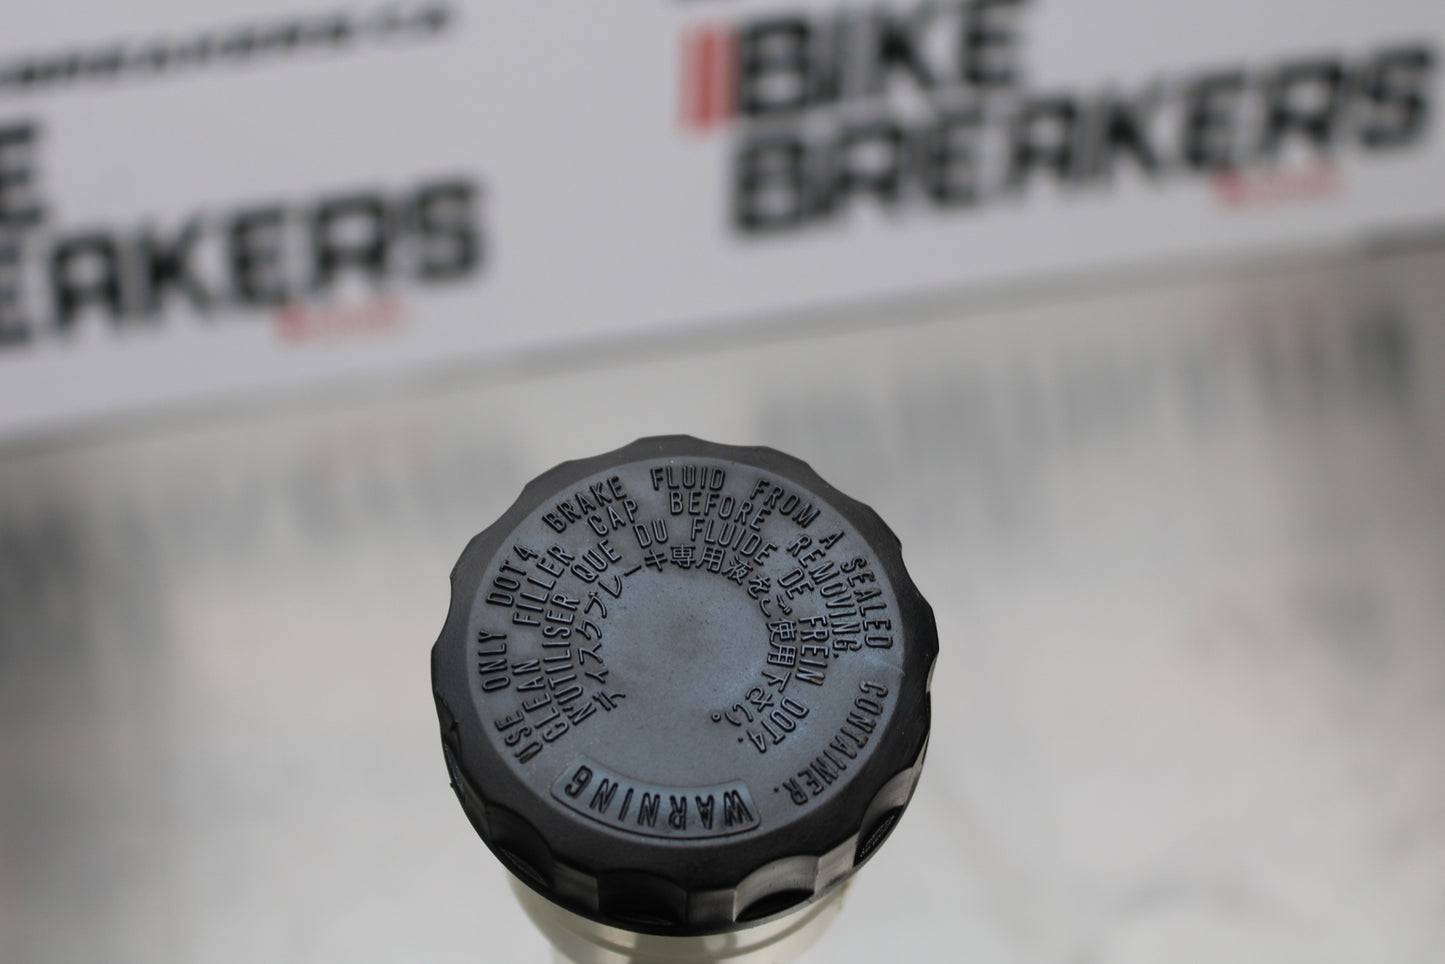 BIKE
BREAKERS
E
EAKERS
USE ONLY DOT4 BRAKE FLUID FROM A SEALED CONTAINER.
CLEAN FILLER CAP BEFORE REMOVING.
N'UTILISER QUE DU FLUIDE DE FREIN DOT4.
ディスクブレーキ専用液をご使用下さい。
WARNING